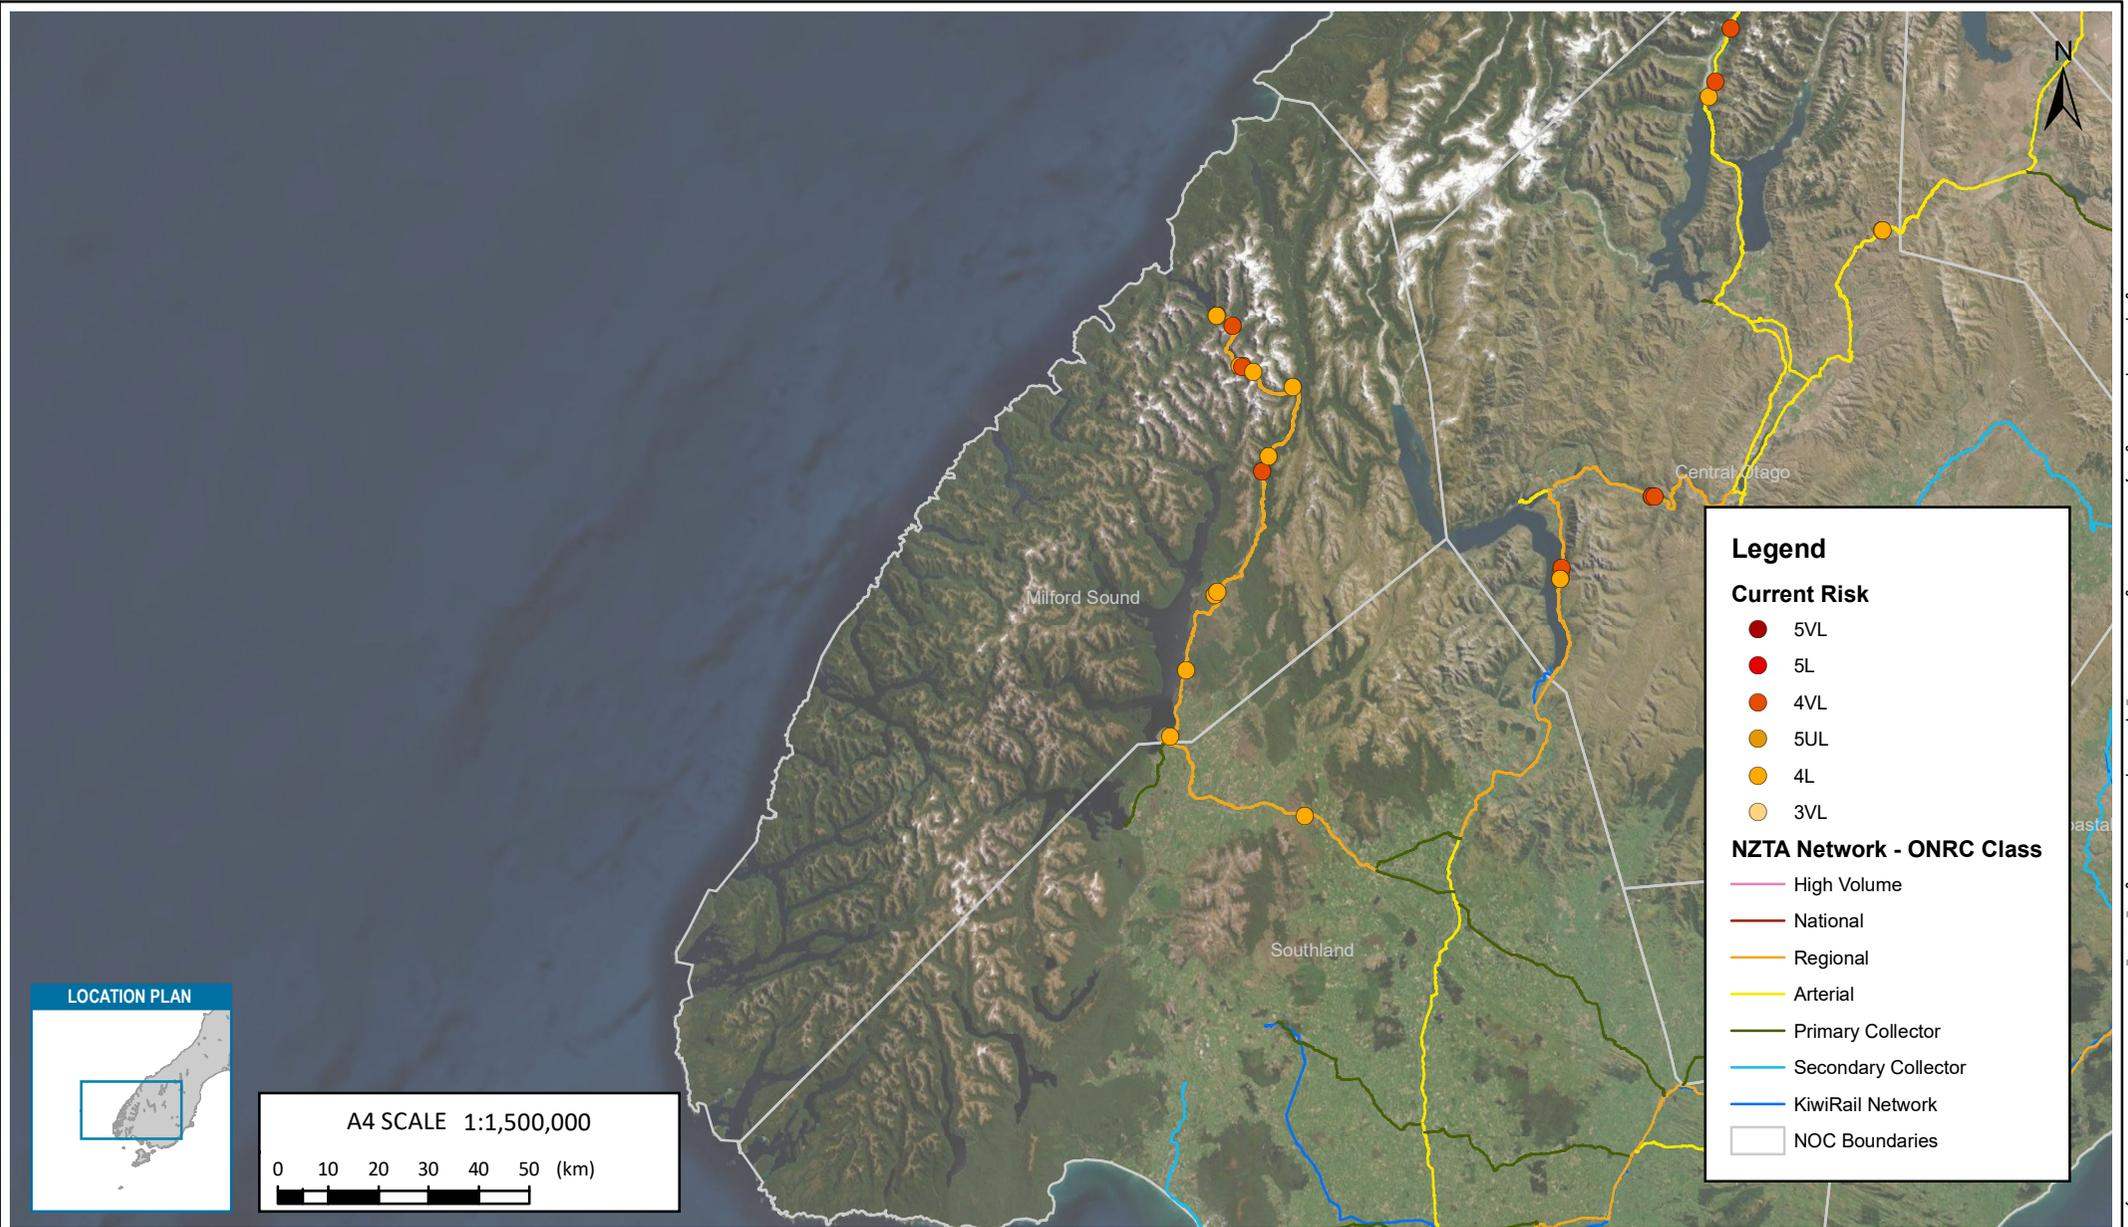 N
Central Otago
Milford Sound
Southland
Legend
Current Risk
5VL
5L
4VL
5UL
4L
3VL
NZTA Network - ONRC Class
High Volume
National
Regional
Arterial
Primary Collector
Secondary Collector
KiwiRail Network
NOC Boundaries
LOCATION PLAN
A4 SCALE 1:1,500,000
0 10 20 30 40 50 (km)